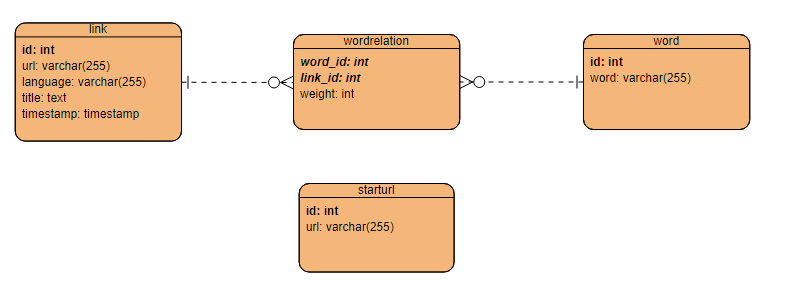 link
id: int
url: varchar(255)
language: varchar(255)
title: text
timestamp: timestamp
wordrelation
word_id: int
link_id: int
weight: int
word
id: int
word: varchar(255)
starturl
id: int
url: varchar(255)